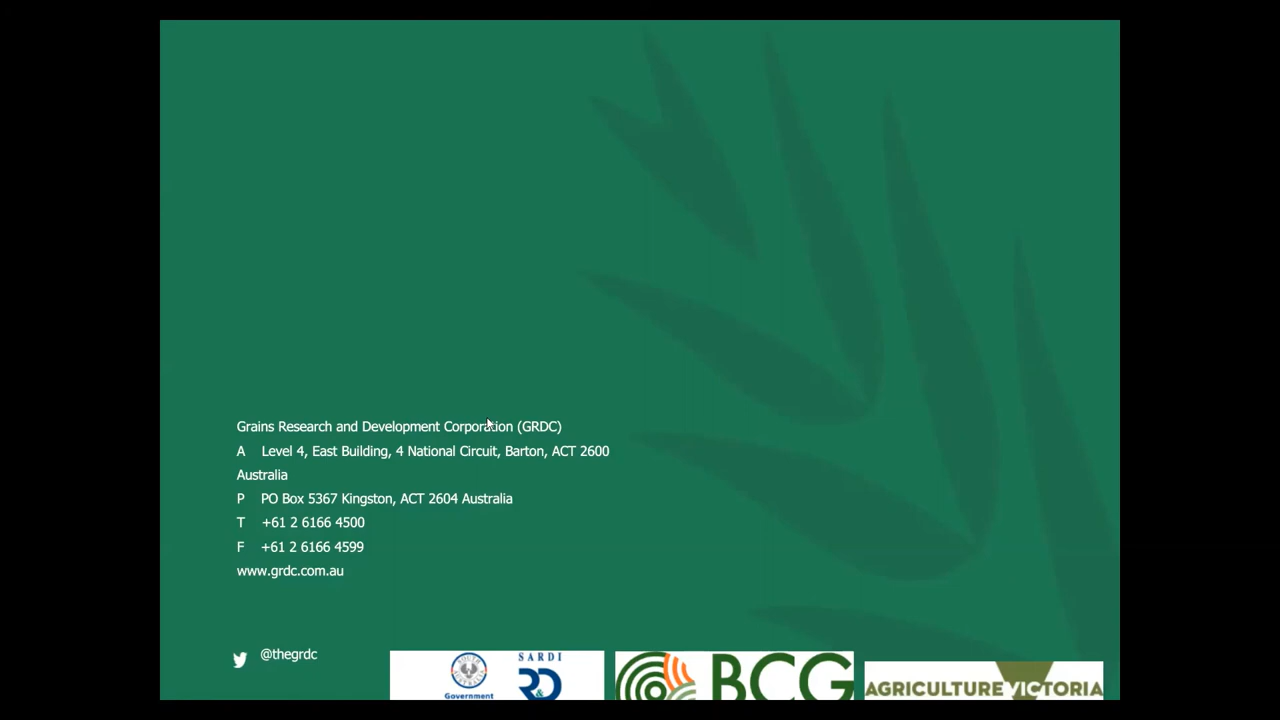 Grains Research and Development Corporation (GRDC)
A Level 4, East Building, 4 National Circuit, Barton, ACT 2600
Australia
P PO Box 5367 Kingston, ACT 2604 Australia
T +61 2 6166 4500
F +61 2 6166 4599
www.grdc.com.au
@thegrdc
SOUTH AUSTRALIA
Government
SARDI
R&D
BCG
AGRICULTURE VICTORIA